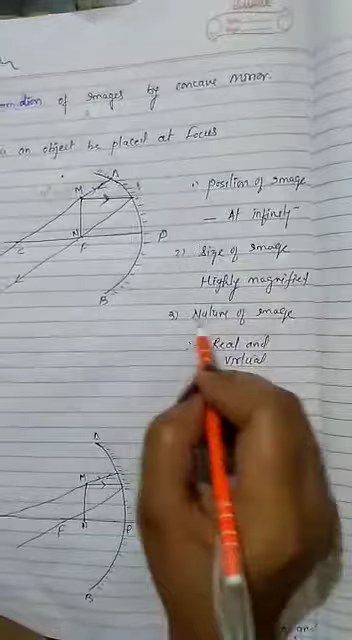 of Images by concave mirror.
an object be placed at Focus
M
A
N
F
C
P
B
1) Position of Image
— At infinity
2) Size of Image
Highly magnified
3) Nature of Image
Real and
virtual
A
M
F
N
P
B
and